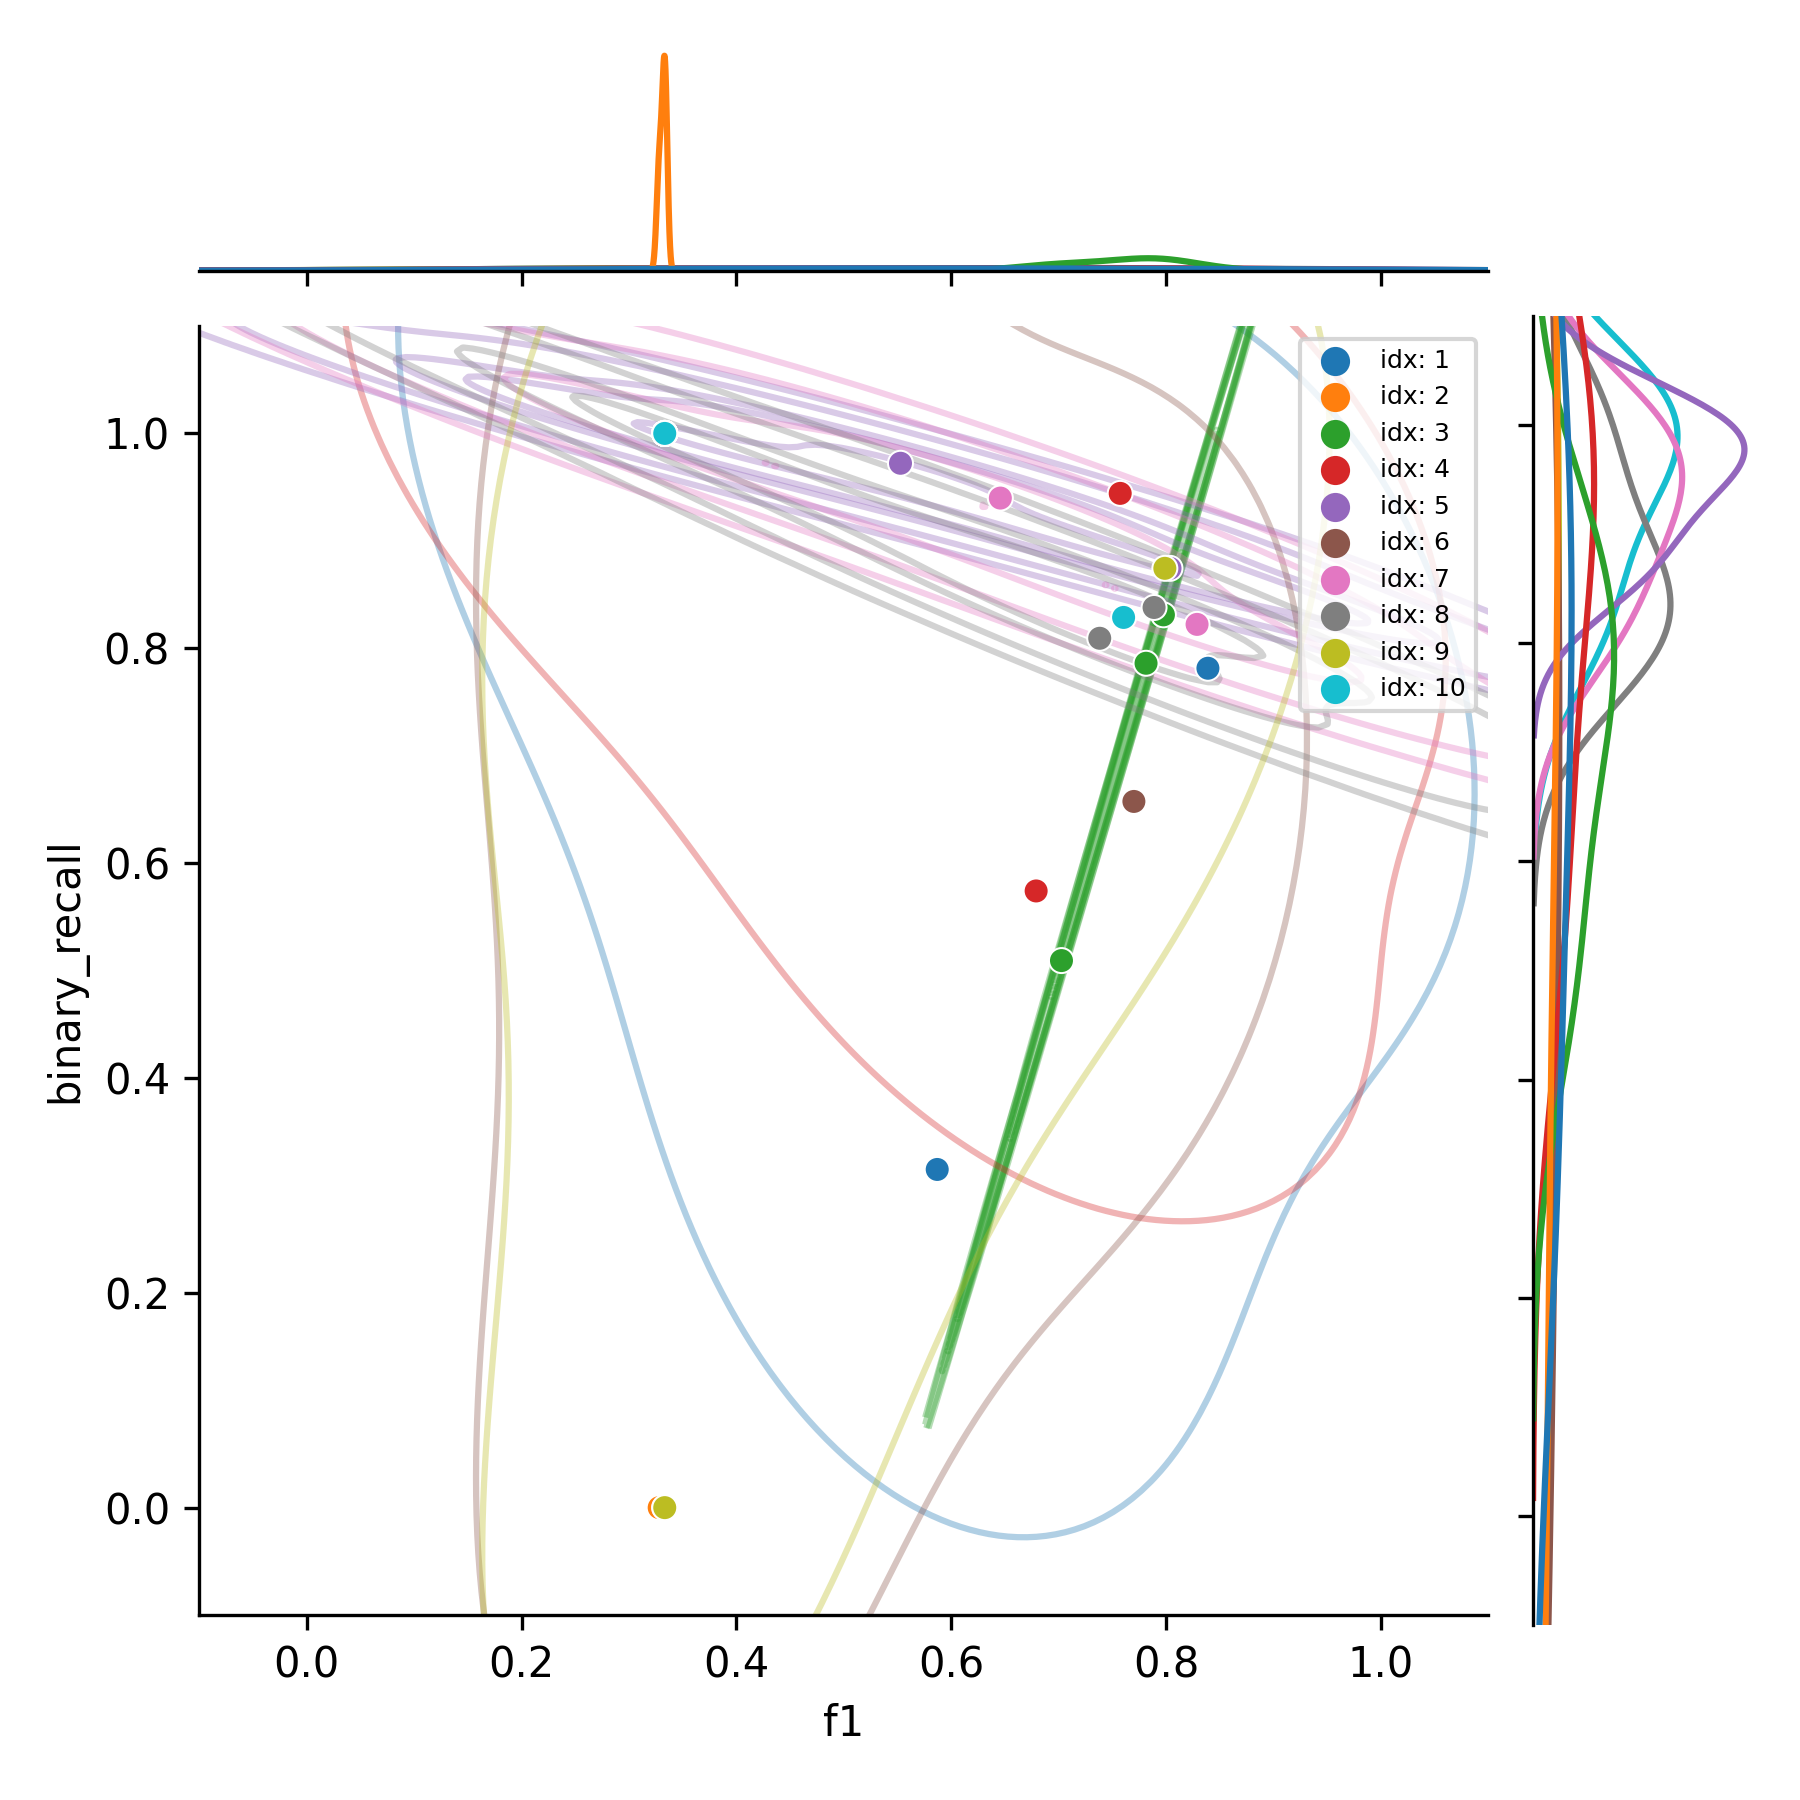 idx: 1
idx: 2
idx: 3
idx: 4
idx: 5
idx: 6
idx: 7
idx: 8
idx: 9
idx: 10
1.0
0.8
0.6
0.4
0.2
0.0
binary_recall
0.0 0.2 0.4 0.6 0.8 1.0
f1